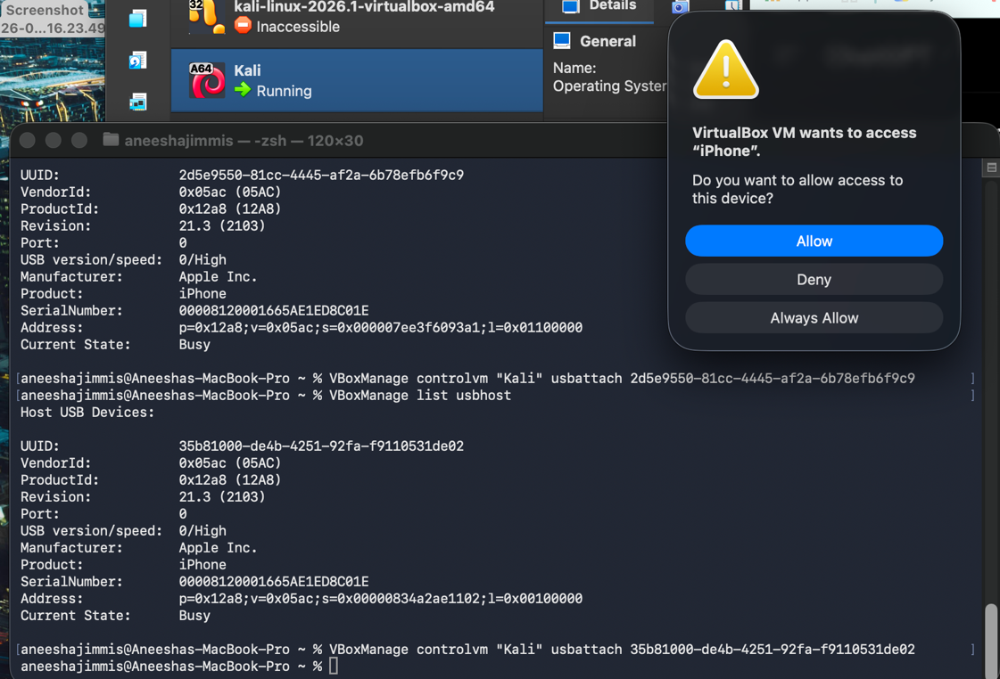 Screenshot
26-0...16.23.49
32
kali-linux-2026.1-virtualbox-amd64
Inaccessible
A64
Kali
Running
Details
General
Name:
Operating System
VirtualBox VM wants to access
“iPhone”.
Do you want to allow access to
this device?
Allow
Deny
Always Allow
aneeshajimmis — -zsh — 120×30
UUID: 2d5e9550-81cc-4445-af2a-6b78efb6f9c9
VendorId: 0x05ac (05AC)
ProductId: 0x12a8 (12A8)
Revision: 21.3 (2103)
Port: 0
USB version/speed: 0/High
Manufacturer: Apple Inc.
Product: iPhone
SerialNumber: 00008120001665AE1ED8C01E
Address: p=0x12a8;v=0x05ac;s=0x000007ee3f6093a1;l=0x01100000
Current State: Busy
[aneeshajimmis@Aneeshas-MacBook-Pro ~ % VBoxManage controlvm "Kali" usbattach 2d5e9550-81cc-4445-af2a-6b78efb6f9c9 ]
[aneeshajimmis@Aneeshas-MacBook-Pro ~ % VBoxManage list usbhost ]
Host USB Devices:
UUID: 35b81000-de4b-4251-92fa-f9110531de02
VendorId: 0x05ac (05AC)
ProductId: 0x12a8 (12A8)
Revision: 21.3 (2103)
Port: 0
USB version/speed: 0/High
Manufacturer: Apple Inc.
Product: iPhone
SerialNumber: 00008120001665AE1ED8C01E
Address: p=0x12a8;v=0x05ac;s=0x00000834a2ae1102;l=0x00100000
Current State: Busy
[aneeshajimmis@Aneeshas-MacBook-Pro ~ % VBoxManage controlvm "Kali" usbattach 35b81000-de4b-4251-92fa-f9110531de02 ]
aneeshajimmis@Aneeshas-MacBook-Pro ~ %